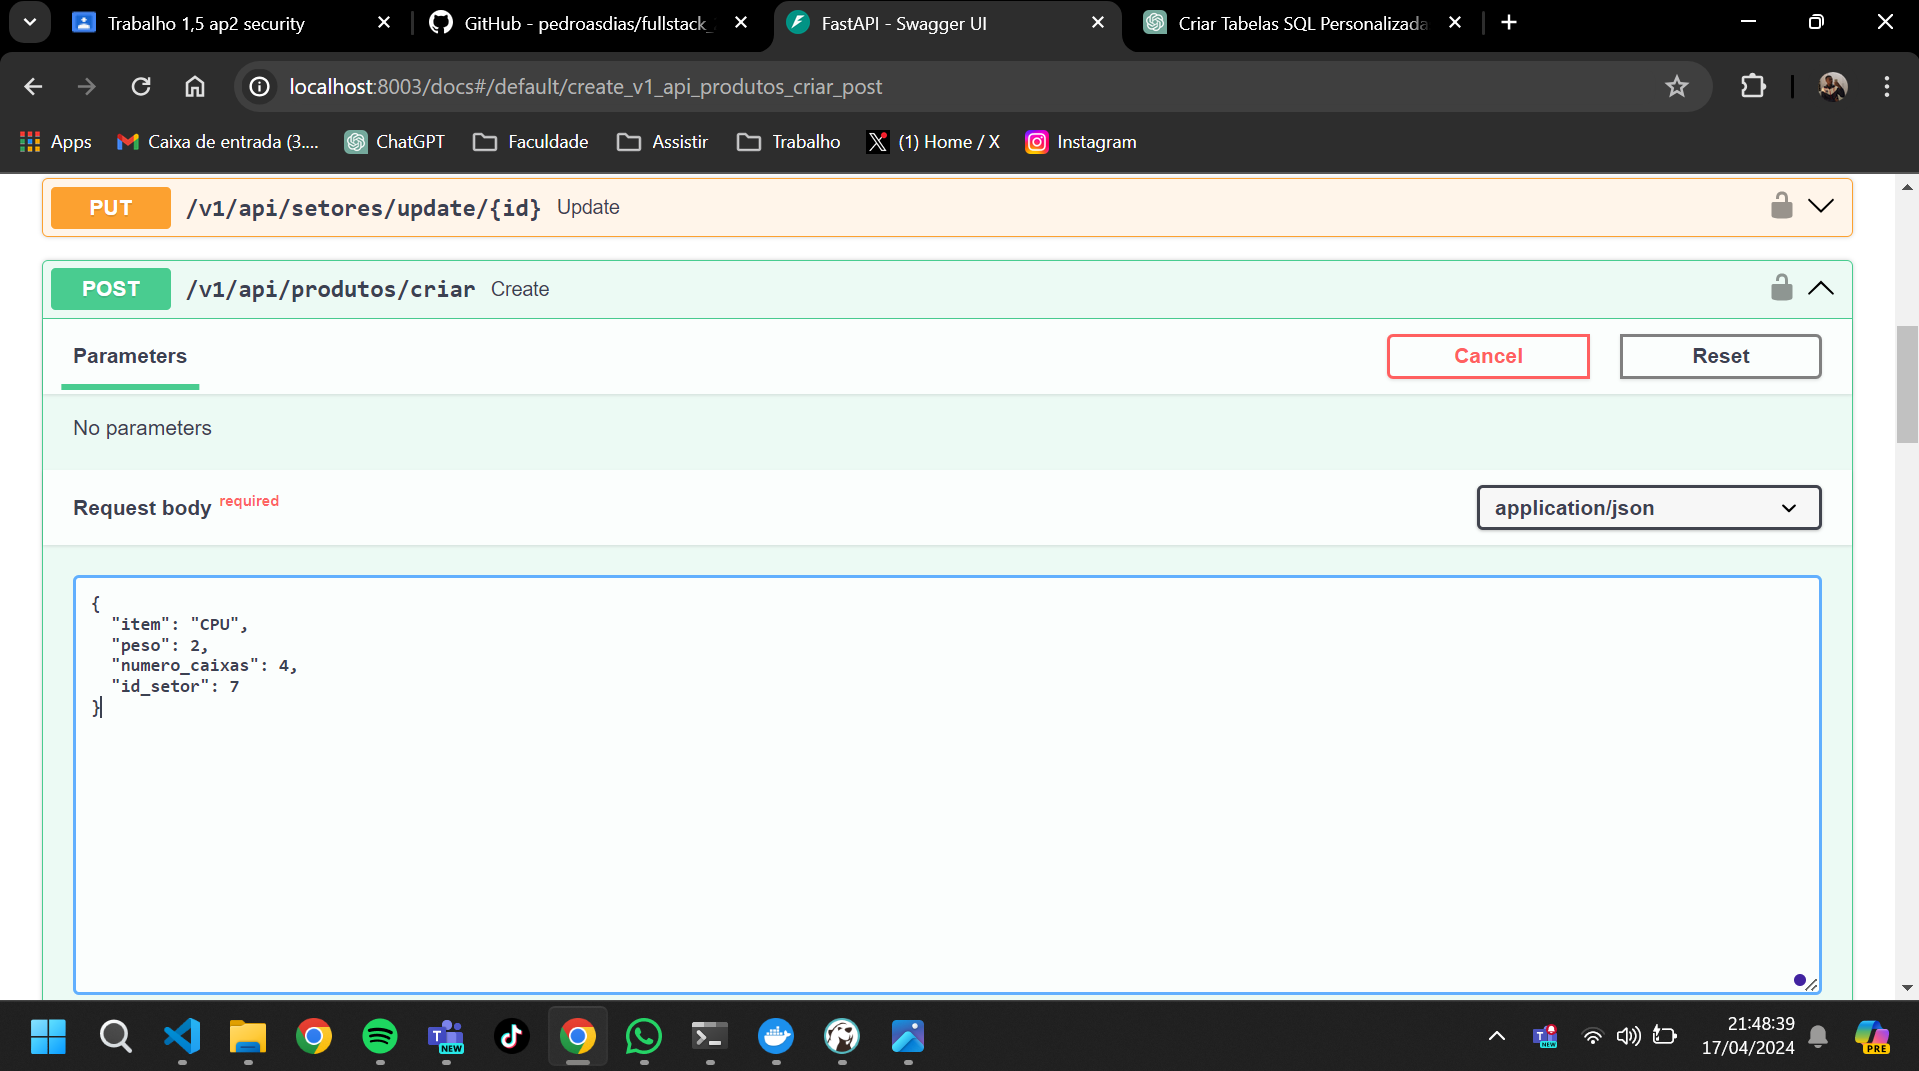 Trabalho 1,5 ap2 security
GitHub - pedroasdias/fullstack_
FastAPI - Swagger UI
Criar Tabelas SQL Personalizada
localhost:8003/docs#/default/create_v1_api_produtos_criar_post
Apps
Caixa de entrada (3....
ChatGPT
Faculdade
Assistir
Trabalho
(1) Home / X
Instagram
PUT /v1/api/setores/update/{id} Update
POST /v1/api/produtos/criar Create
Parameters
Cancel
Reset
No parameters
Request body required
application/json
{
"item": "CPU",
"peso": 2,
"numero_caixas": 4,
"id_setor": 7
}
NEW
NEW
21:48:39
17/04/2024
PRE